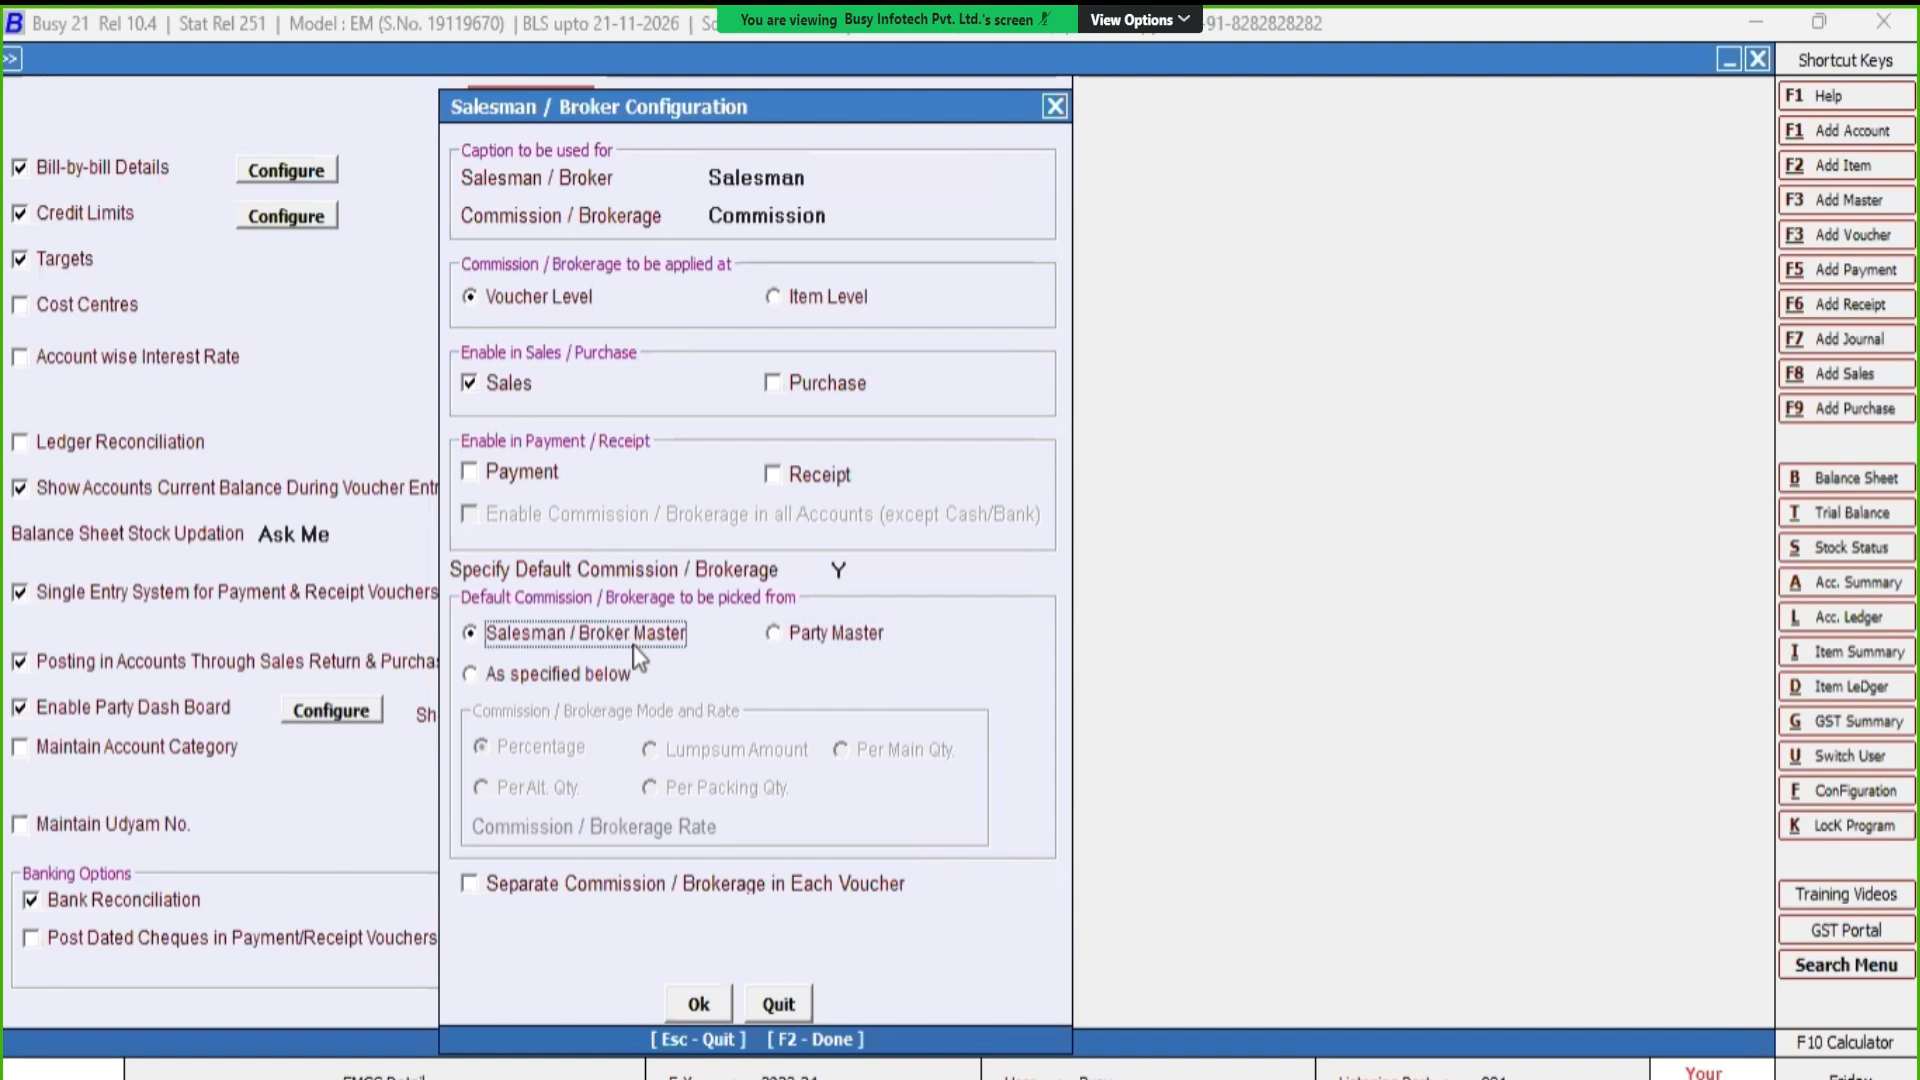 Busy 21 Rel 10.4 | Stat Rel 251 | Model : EM (S.No. 19119670) | BLS upto 21-11-2026 |
You are viewing Busy Infotech Pvt. Ltd.'s screen
View Options
-91-8282828282
>>
Shortcut Keys
Salesman / Broker Configuration
F1 Help
F1 Add Account
F2 Add Item
F3 Add Master
F3 Add Voucher
F5 Add Payment
F6 Add Receipt
F7 Add Journal
F8 Add Sales
F9 Add Purchase
B Balance Sheet
T Trial Balance
S Stock Status
A Acc. Summary
L Acc. Ledger
I Item Summary
D Item LeDger
G GST Summary
U Switch User
F ConFiguration
K LocK Program
Training Videos
GST Portal
Search Menu
F10 Calculator
Bill-by-bill Details Configure
Credit Limits Configure
Targets
Cost Centres
Account wise Interest Rate
Ledger Reconciliation
Show Accounts Current Balance During Voucher Entr
Balance Sheet Stock Updation Ask Me
Single Entry System for Payment & Receipt Vouchers
Posting in Accounts Through Sales Return & Purcha
Enable Party Dash Board Configure Sh
Maintain Account Category
Maintain Udyam No.
Banking Options
Bank Reconciliation
Post Dated Cheques in Payment/Receipt Vouchers
Caption to be used for
Salesman / Broker Salesman
Commission / Brokerage Commission
Commission / Brokerage to be applied at
Voucher Level Item Level
Enable in Sales / Purchase
Sales Purchase
Enable in Payment / Receipt
Payment Receipt
Enable Commission / Brokerage in all Accounts (except Cash/Bank)
Specify Default Commission / Brokerage Y
Default Commission / Brokerage to be picked from
Salesman / Broker Master Party Master
As specified below
Commission / Brokerage Mode and Rate
Percentage Lumpsum Amount Per Main Qty.
Per Alt. Qty. Per Packing Qty.
Commission / Brokerage Rate
Separate Commission / Brokerage in Each Voucher
Ok Quit
[ Esc - Quit ] [ F2 - Done ]
Your